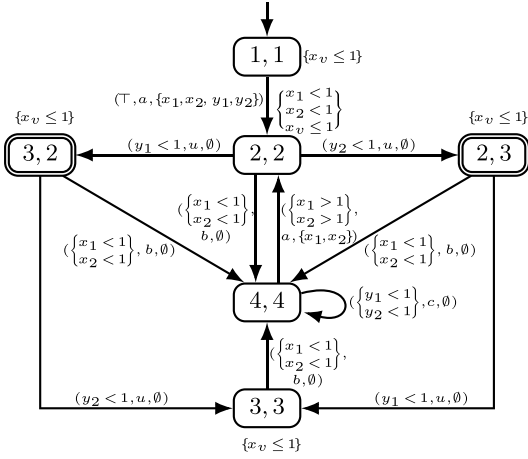 1, 1 {x_v ≤ 1}
(⊤, a, {x_1, x_2, y_1, y_2}) {x_1 < 1
x_2 < 1
x_v ≤ 1}
{x_v ≤ 1} {x_v ≤ 1}
3, 2 (y_1 < 1, u, ∅) 2, 2 (y_2 < 1, u, ∅) 2, 3
({x_1 < 1
x_2 < 1},
b, ∅)
({x_1 > 1
x_2 > 1},
a, {x_1, x_2})
({x_1 < 1
x_2 < 1}, b, ∅)
({x_1 < 1
x_2 < 1}, b, ∅)
4, 4 ({y_1 < 1
y_2 < 1}, c, ∅)
({x_1 < 1
x_2 < 1},
b, ∅)
(y_2 < 1, u, ∅) 3, 3 (y_1 < 1, u, ∅)
{x_v ≤ 1}